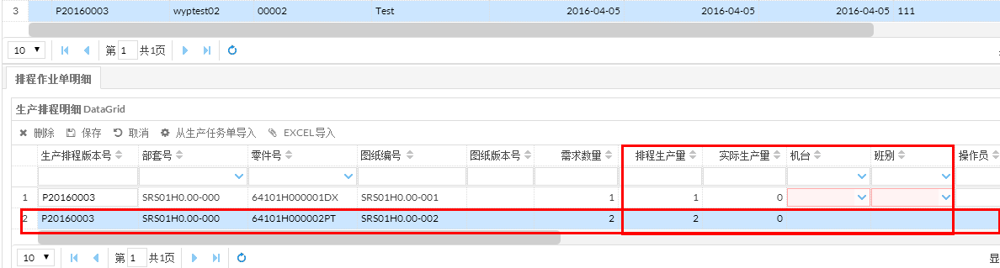 3 P20160003 wyptest02 00002 Test 2016-04-05 2016-04-05 2016-04-05 111
10 第 1 共1页
排程作业单明细
生产排程明细 DataGrid
删除 保存 取消 从生产任务单导入 EXCEL导入
生产排程版本号 部套号 零件号 图纸编号 图纸版本号 需求数量 排程生产量 实际生产量 机台 班别 操作员
1 P20160003 SRS01H0.00-000 64101H000001DX SRS01H0.00-001 1 1 0
2 P20160003 SRS01H0.00-000 64101H000002PT SRS01H0.00-002 2 2 0
10 第 1 共1页 显